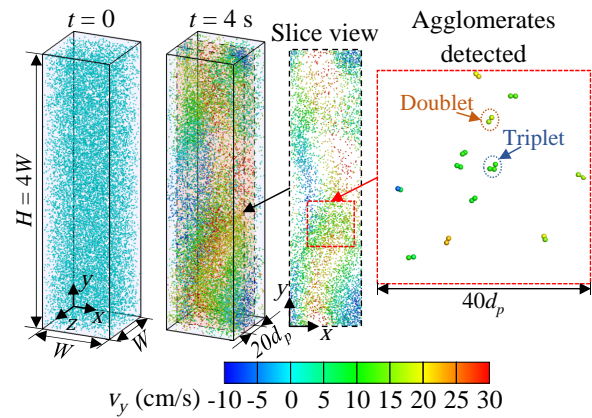 t = 0
t = 4 s
Slice view
Agglomerates
detected
Doublet
Triplet
H = 4W
y
x
z
W
W
20d_p
y
x
40d_p
v_y (cm/s)
-10 -5 0 5 10 15 20 25 30